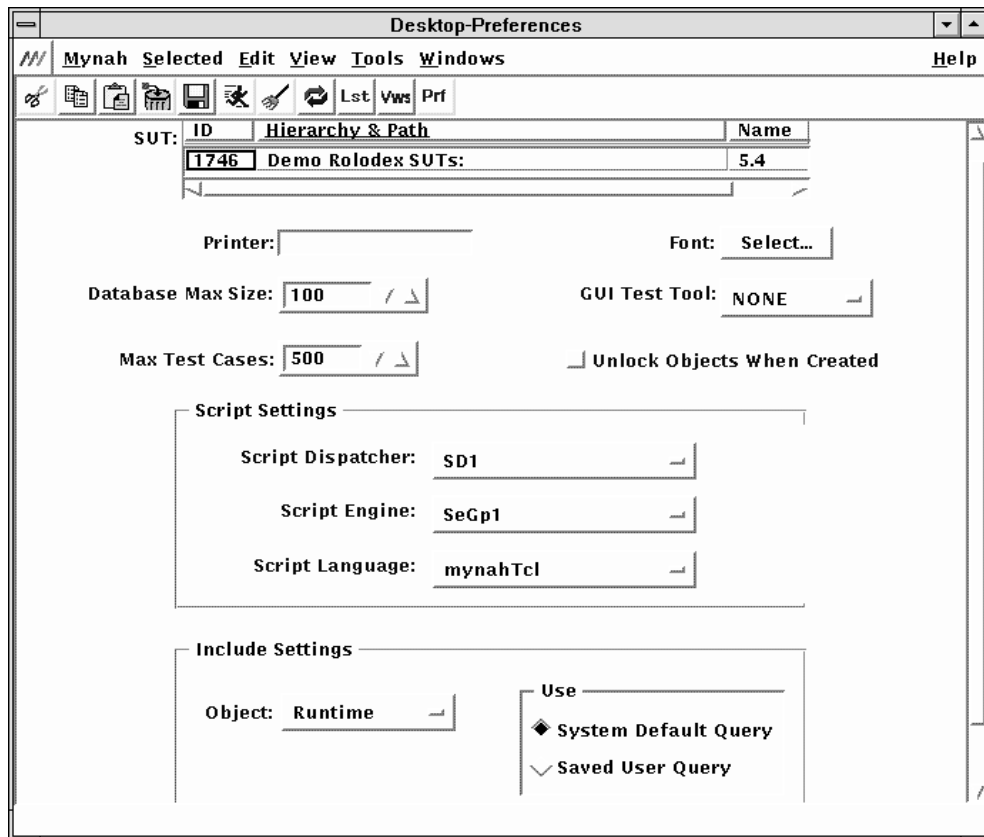 Desktop-Preferences
Mynah Selected Edit View Tools Windows Help
Lst Vws Prf
SUT: ID Hierarchy & Path Name
1746 Demo Rolodex SUTs: 5.4
Printer: Font: Select...
Database Max Size: 100 GUI Test Tool: NONE
Max Test Cases: 500 Unlock Objects When Created
Script Settings
Script Dispatcher: SD1
Script Engine: SeGp1
Script Language: mynahTcl
Include Settings
Use
Object: Runtime
System Default Query
Saved User Query